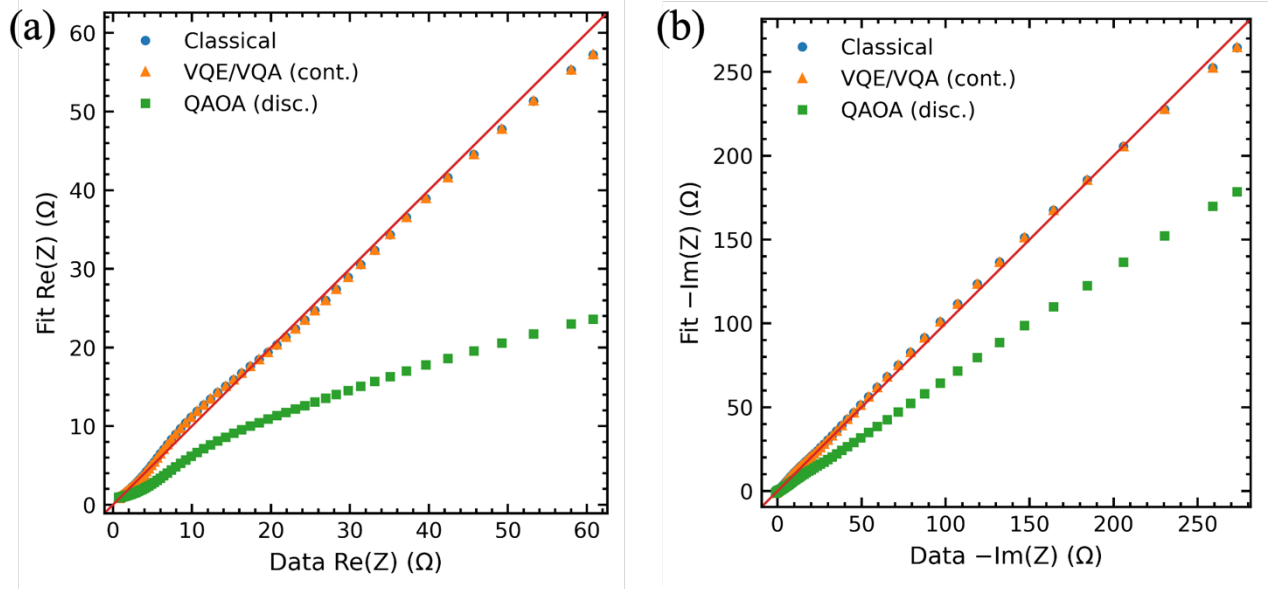 (a)
Classical
VQE/VQA (cont.)
QAOA (disc.)
60
50
40
30
20
10
0
Fit Re(Z) (Ω)
0 10 20 30 40 50 60
Data Re(Z) (Ω)
(b)
Classical
VQE/VQA (cont.)
QAOA (disc.)
250
200
150
100
50
0
Fit −Im(Z) (Ω)
0 50 100 150 200 250
Data −Im(Z) (Ω)